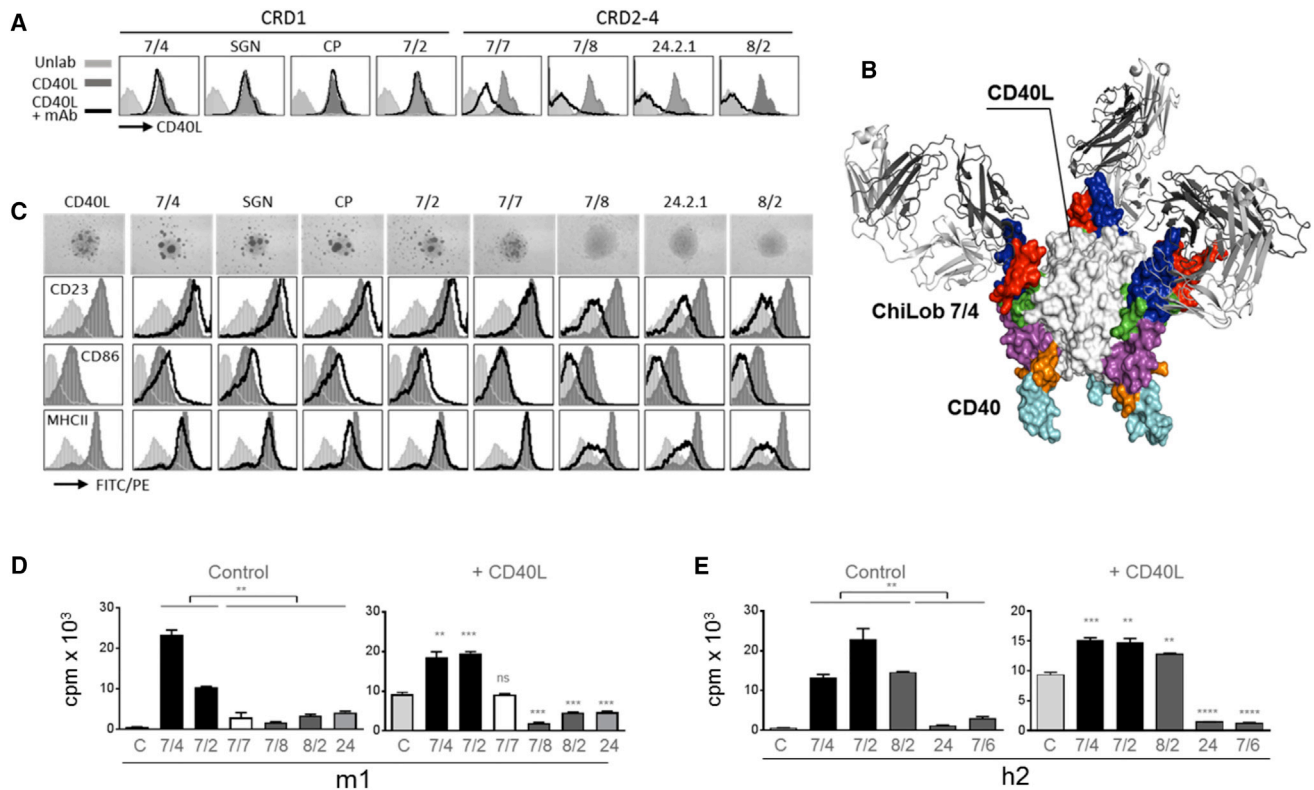 A
CRD1
CRD2-4
7/4
SGN
CP
7/2
7/7
7/8
24.2.1
8/2
Unlab
CD40L
CD40L
+ mAb
CD40L
B
CD40L
ChiLob 7/4
CD40
C
CD40L
7/4
SGN
CP
7/2
7/7
7/8
24.2.1
8/2
CD23
CD86
MHCII
FITC/PE
D
Control
+ CD40L
**
cpm x 10³
30
20
10
0
C 7/4 7/2 7/7 7/8 8/2 24
30
20
10
0
** *** ns *** *** ***
C 7/4 7/2 7/7 7/8 8/2 24
m1
E
Control
+ CD40L
**
cpm x 10³
30
20
10
0
C 7/4 7/2 8/2 24 7/6
20
15
10
5
0
*** ** ** **** ****
C 7/4 7/2 8/2 24 7/6
h2